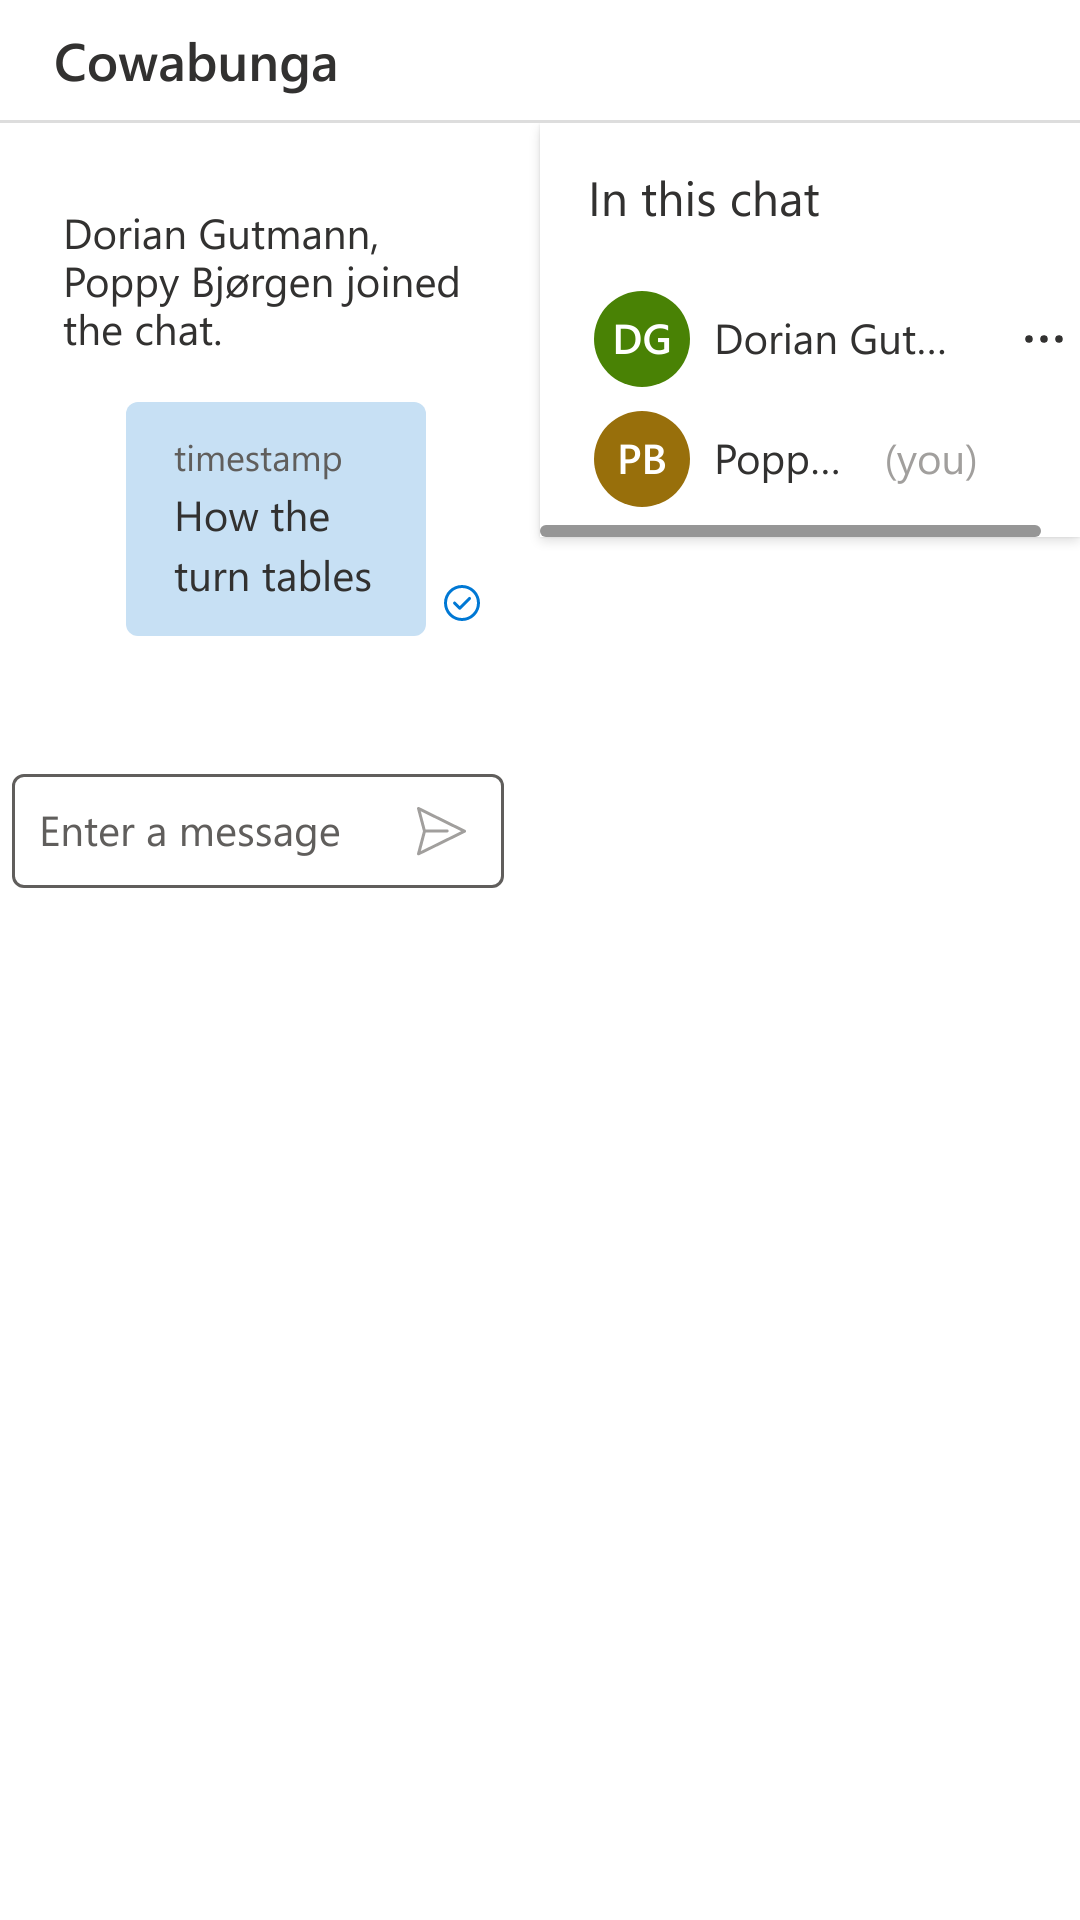 Cowabunga
Dorian Gutmann,
Poppy Bjørgen joined
the chat.
timestamp
How the
turn tables
Enter a message
In this chat
DG Dorian Gut...
PB Popp... (you)